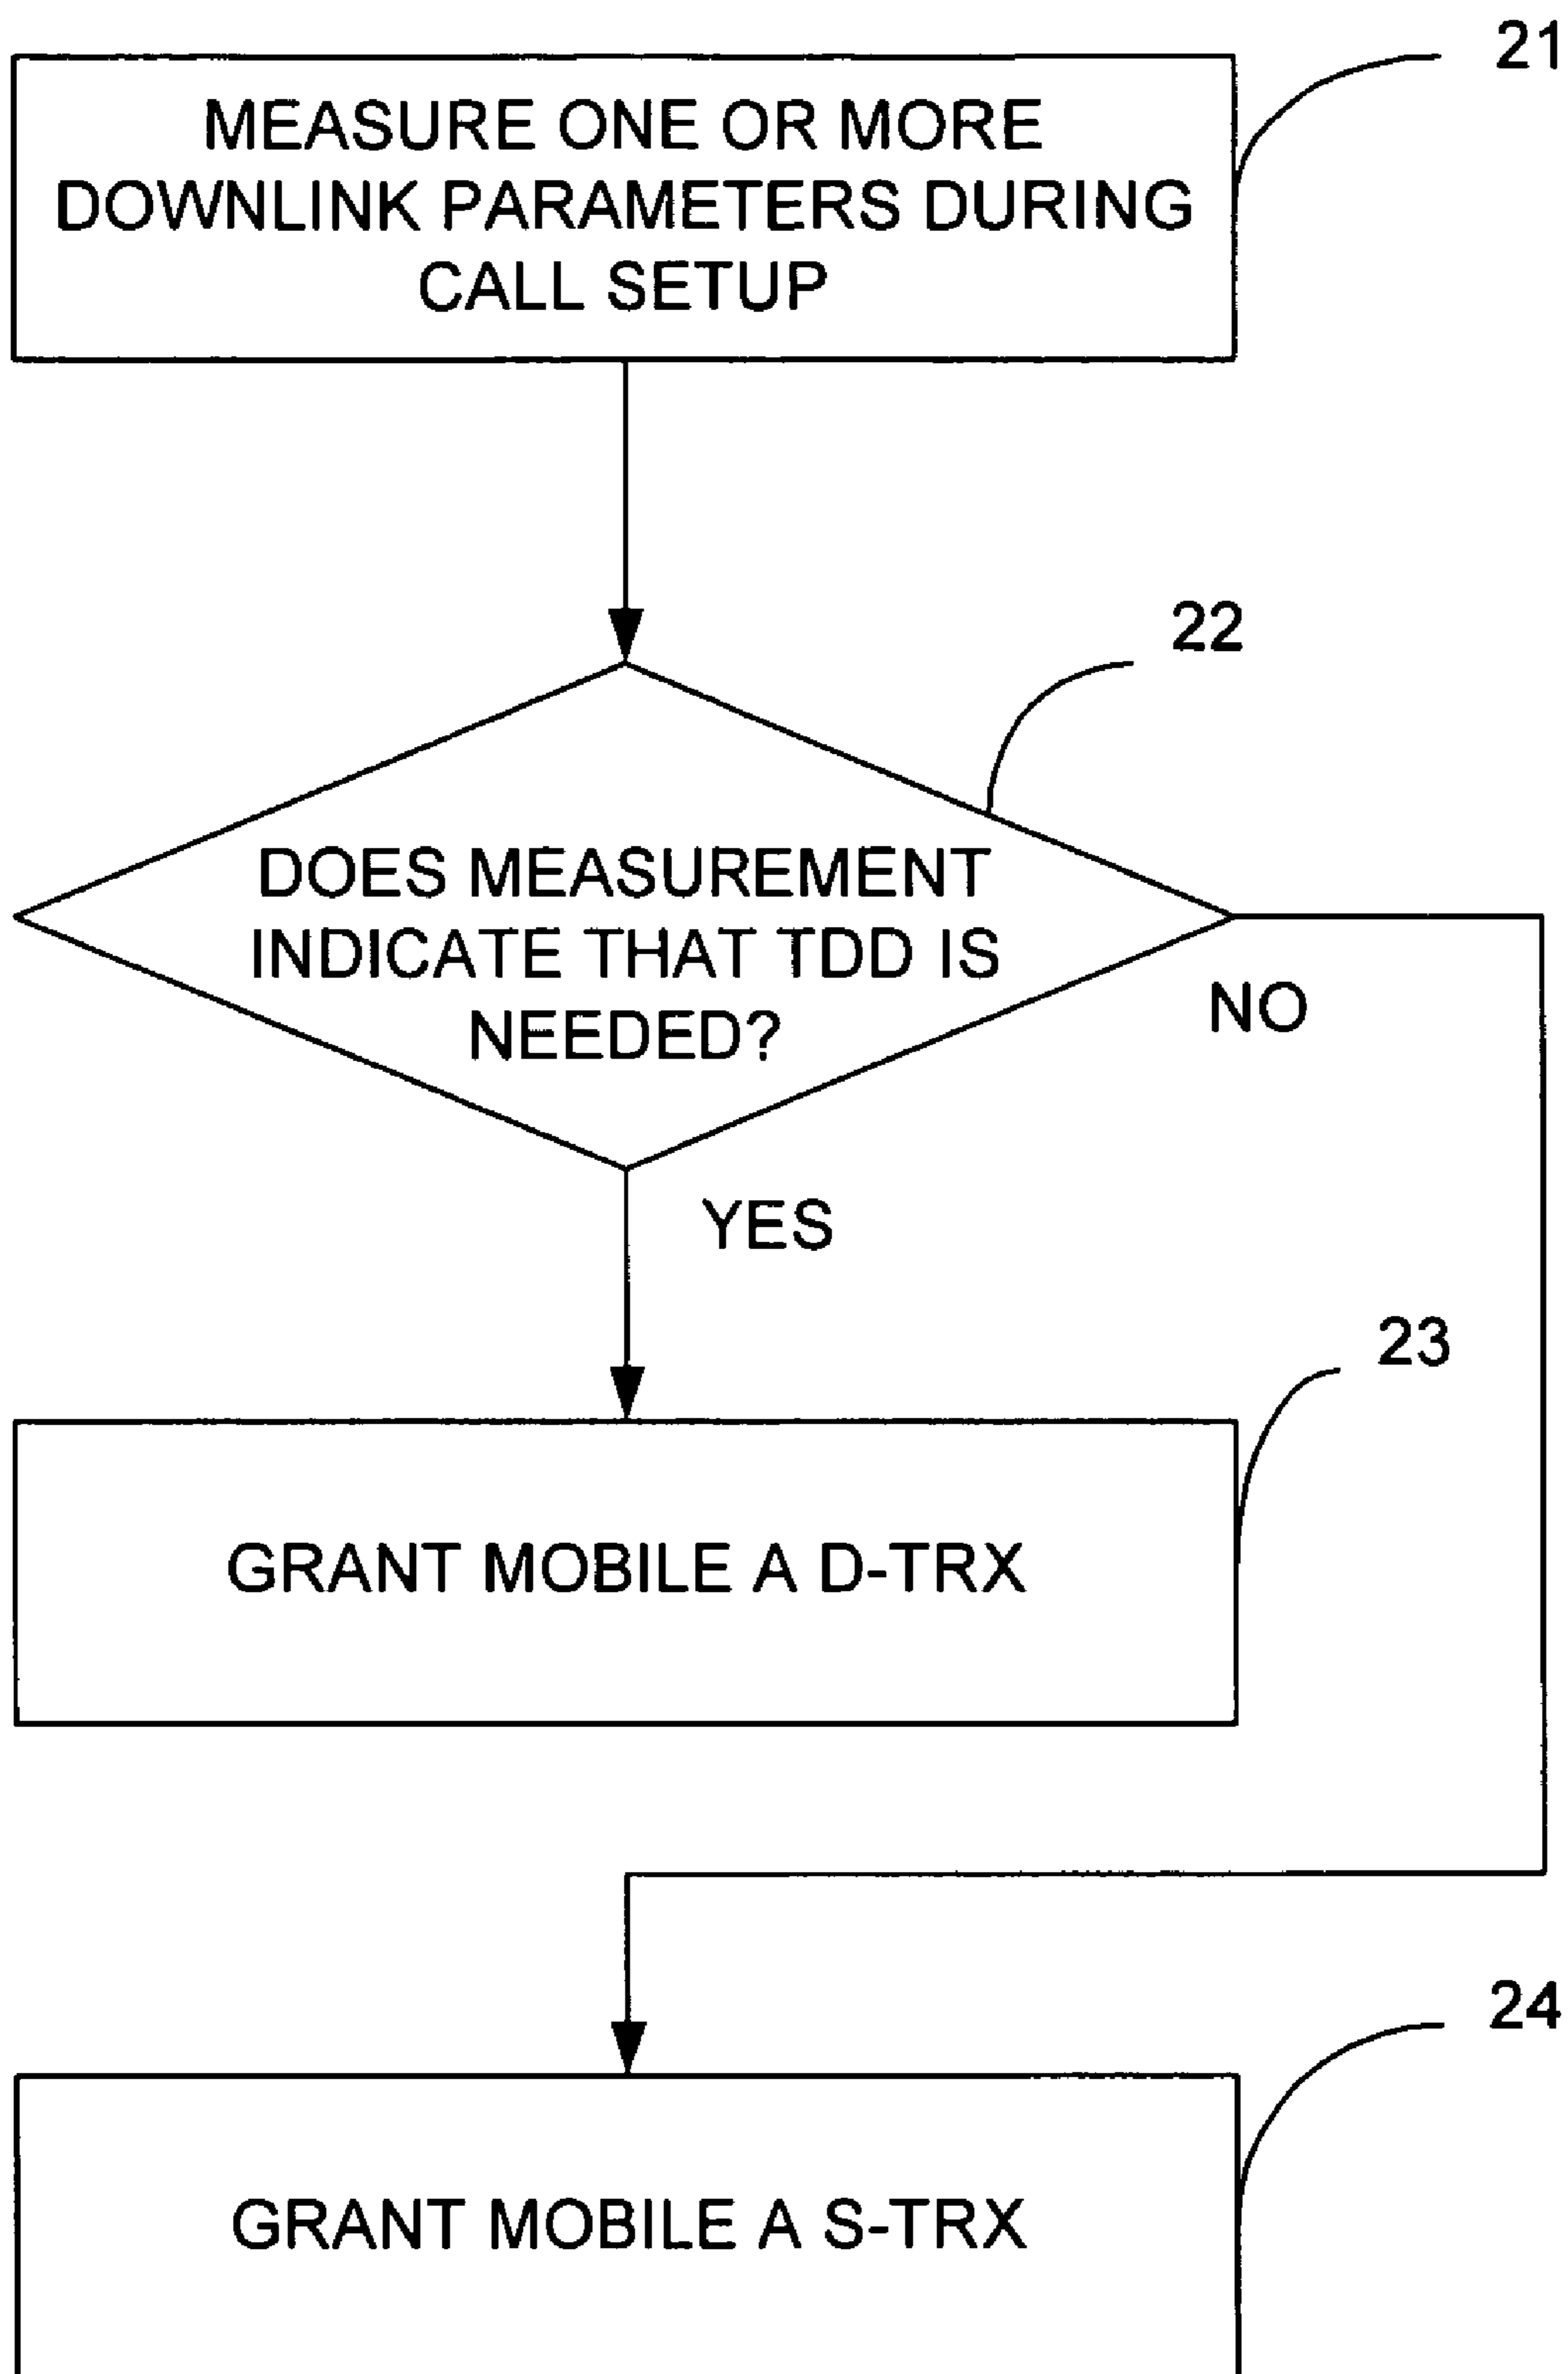 21
MEASURE ONE OR MORE
DOWNLINK PARAMETERS DURING
CALL SETUP
22
DOES MEASUREMENT
INDICATE THAT TDD IS
NEEDED?
NO
YES
23
GRANT MOBILE A D-TRX
24
GRANT MOBILE A S-TRX